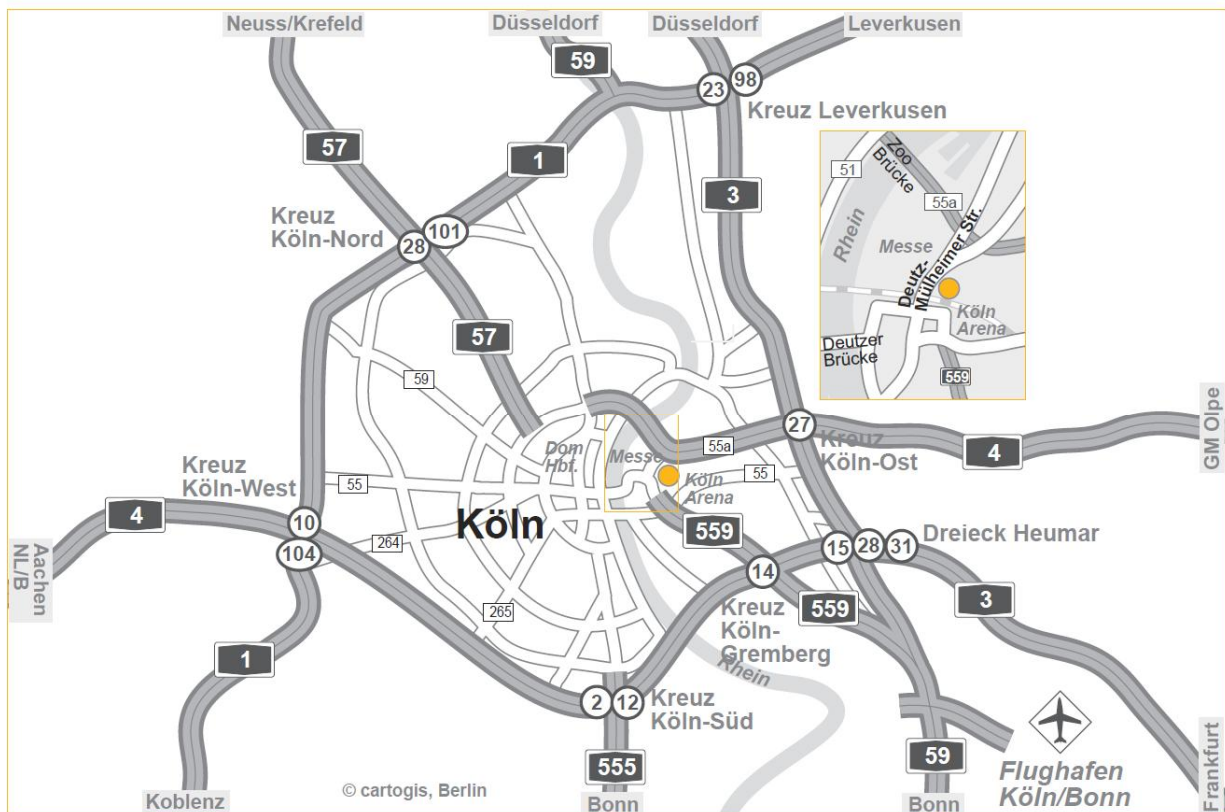 Neuss/Krefeld
Düsseldorf
Düsseldorf
Leverkusen
59
23
98
Kreuz Leverkusen
57
1
3
Zoo
Brücke
51
55a
Rhein
Messe
Deutz-
Mülheimer Str.
Köln
Arena
Deutzer
Brücke
559
Kreuz
Köln-Nord
101
28
57
59
GM Olpe
27
Kreuz
Köln-Ost
4
55a
Dom
Hbf.
Messe
Köln
Arena
55
Kreuz
Köln-West
55
10
4
Köln
559
104
264
Aachen
NL/B
15
28
31
Dreieck Heumar
14
3
Kreuz
Köln-
Gremberg
559
265
1
Rhein
2
12
Kreuz
Köln-Süd
555
59
Flughafen
Köln/Bonn
Frankfurt
Koblenz
© cartogis, Berlin
Bonn
Bonn